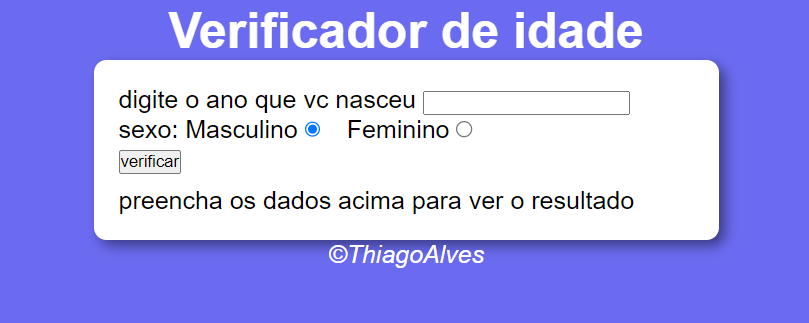 Verificador de idade
digite o ano que vc nasceu
sexo: Masculino Feminino
verificar
preencha os dados acima para ver o resultado
©ThiagoAlves